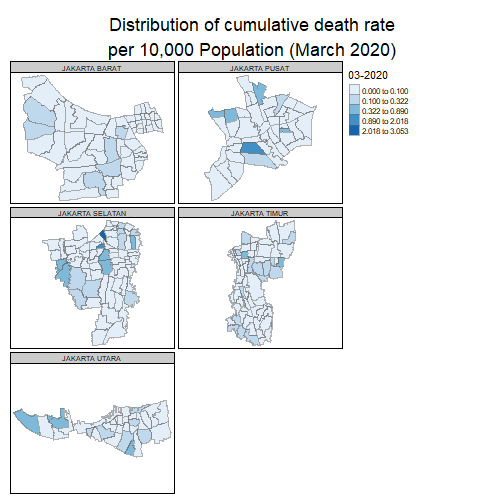 Distribution of cumulative death rate
per 10,000 Population (March 2020)
JAKARTA BARAT
JAKARTA PUSAT
03-2020
0.000 to 0.100
0.100 to 0.322
0.322 to 0.890
0.890 to 2.018
2.018 to 3.053
JAKARTA SELATAN
JAKARTA TIMUR
JAKARTA UTARA